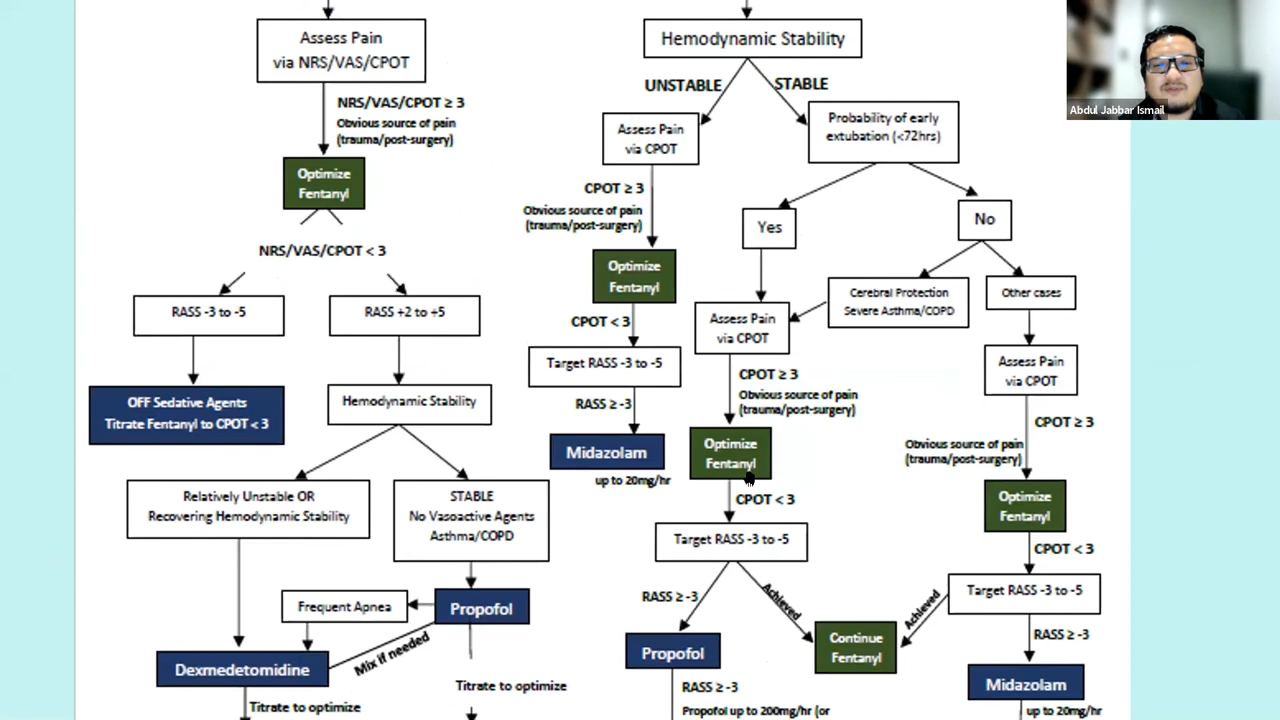 Assess Pain
via NRS/VAS/CPOT
NRS/VAS/CPOT ≥ 3
Obvious source of pain
(trauma/post-surgery)
Optimize
Fentanyl
NRS/VAS/CPOT < 3
RASS -3 to -5
RASS +2 to +5
OFF Sedative Agents
Titrate Fentanyl to CPOT < 3
Hemodynamic Stability
Relatively Unstable OR
Recovering Hemodynamic Stability
STABLE
No Vasoactive Agents
Asthma/COPD
Frequent Apnea
Propofol
Mix if needed
Dexmedetomidine
Titrate to optimize
Titrate to optimize
Hemodynamic Stability
UNSTABLE
STABLE
Assess Pain
via CPOT
CPOT ≥ 3
Obvious source of pain
(trauma/post-surgery)
Optimize
Fentanyl
CPOT < 3
Target RASS -3 to -5
RASS ≥ -3
Midazolam
up to 20mg/hr
Probability of early
extubation (<72hrs)
Yes
No
Cerebral Protection
Severe Asthma/COPD
Other cases
Assess Pain
via CPOT
CPOT ≥ 3
Obvious source of pain
(trauma/post-surgery)
Optimize
Fentanyl
CPOT < 3
Target RASS -3 to -5
RASS ≥ -3
Achieved
Propofol
RASS ≥ -3
Propofol up to 200mg/hr (or
Continue
Fentanyl
Assess Pain
via CPOT
CPOT ≥ 3
Obvious source of pain
(trauma/post-surgery)
Optimize
Fentanyl
CPOT < 3
Target RASS -3 to -5
Achieved
RASS ≥ -3
Midazolam
up to 20mg/hr
Abdul Jabbar Ismail